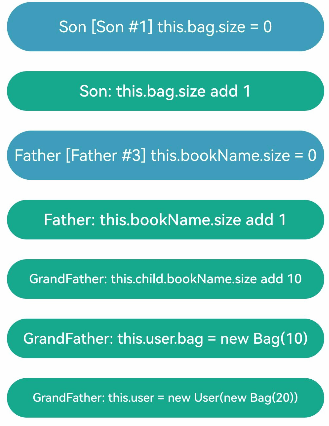 Son [Son #1] this.bag.size = 0
Son: this.bag.size add 1
Father [Father #3] this.bookName.size = 0
Father: this.bookName.size add 1
GrandFather: this.child.bookName.size add 10
GrandFather: this.user.bag = new Bag(10)
GrandFather: this.user = new User(new Bag(20))